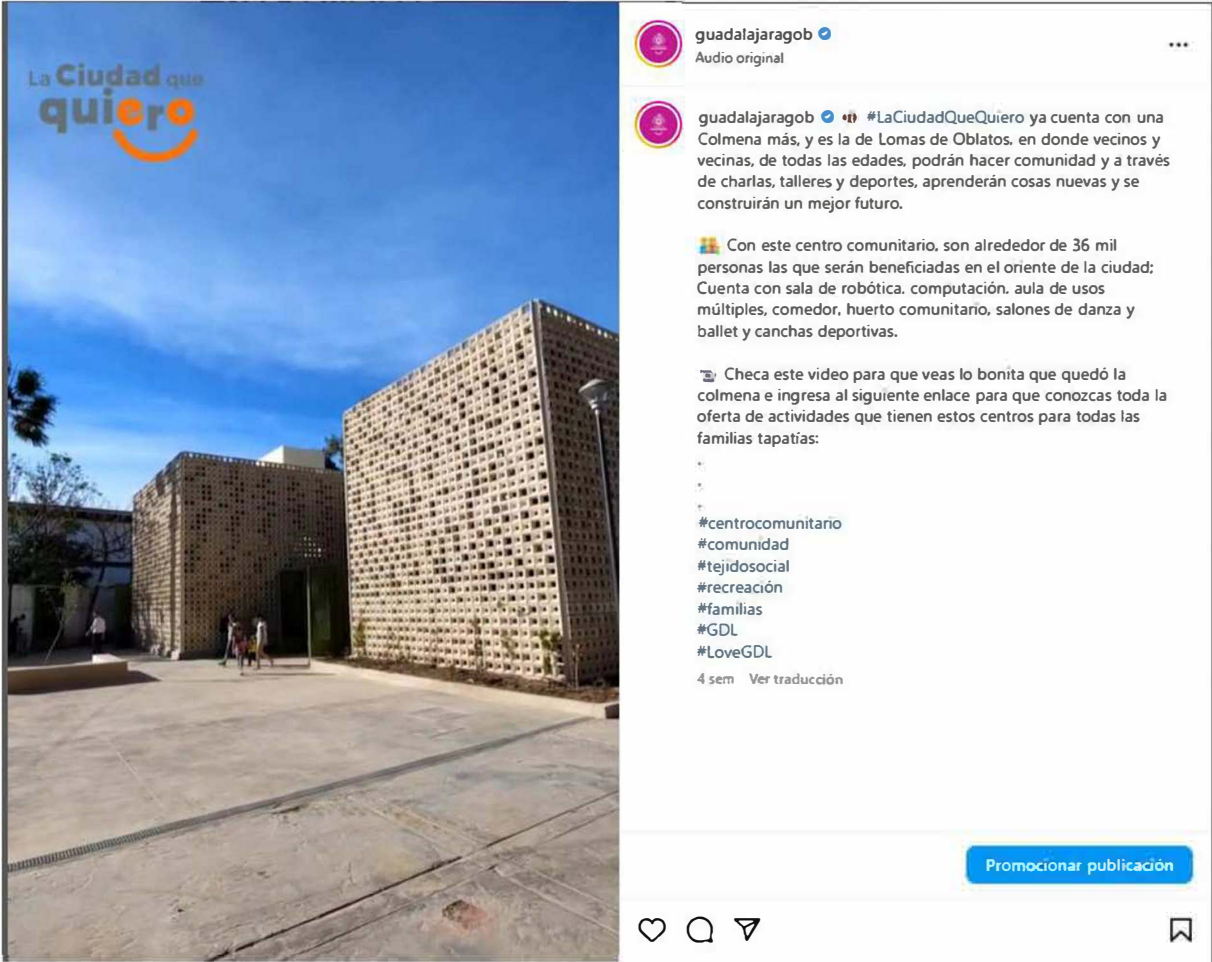 La Ciudad que
quiero
guadalajaragob
Audio original
guadalajaragob #LaCiudadQueQuiero ya cuenta con una
Colmena más, y es la de Lomas de Oblatos, en donde vecinos y
vecinas, de todas las edades, podrán hacer comunidad y a través
de charlas, talleres y deportes, aprenderán cosas nuevas y se
construirán un mejor futuro.
Con este centro comunitario, son alrededor de 36 mil
personas las que serán beneficiadas en el oriente de la ciudad;
Cuenta con sala de robótica, computación, aula de usos
múltiples, comedor, huerto comunitario, salones de danza y
ballet y canchas deportivas.
Checa este video para que veas lo bonita que quedó la
colmena e ingresa al siguiente enlace para que conozcas toda la
oferta de actividades que tienen estos centros para todas las
familias tapatías:
.
.
.
#centrocomunitario
#comunidad
#tejidosocial
#recreación
#familias
#GDL
#LoveGDL
4 sem Ver traducción
Promocionar publicación